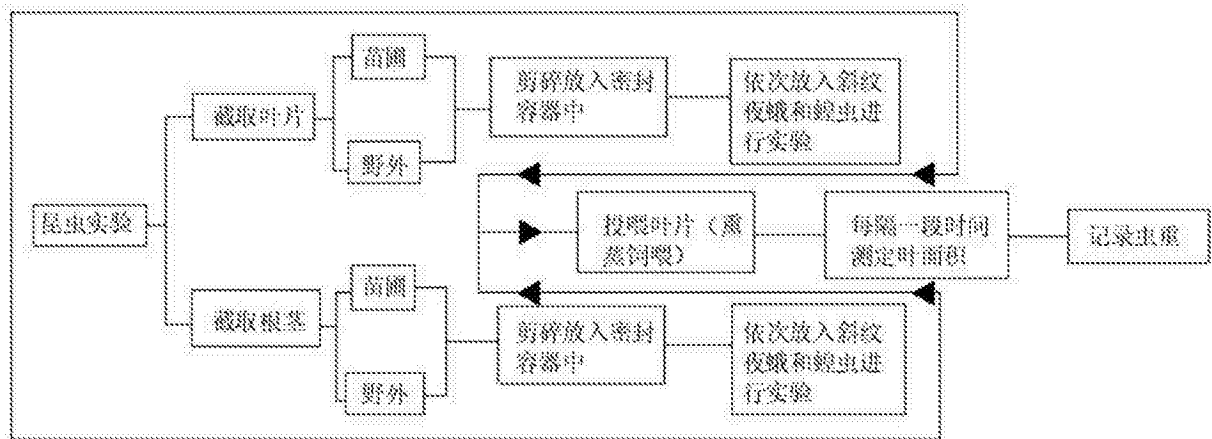 昆虫实验
截取叶片
苗圃
野外
剪碎放入密封
容器中
依次放入斜纹
夜蛾和蝗虫进
行实验
投喂叶片（熏
蒸饲喂）
每隔一段时间
测定叶面积
记录虫重
截取根茎
苗圃
野外
剪碎放入密封
容器中
依次放入斜纹
夜蛾和蝗虫进
行实验